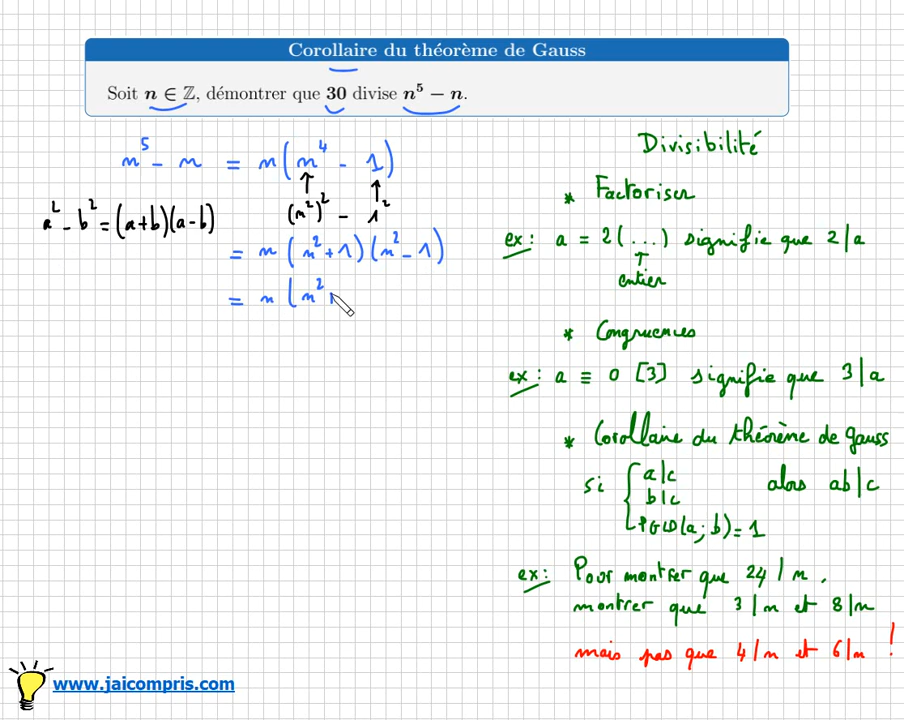 Corollaire du théorème de Gauss
Soit n ∈ ℤ, démontrer que 30 divise n⁵ − n.
n⁵ - n = n(n⁴ - 1)
a² - b² = (a+b)(a-b)
(n²)² - 1²
= n(n² + 1)(n² - 1)
= n(n²
Divisibilité
* Factoriser
ex : a = 2(...) signifie que 2|a
entier
* Congruences
ex : a ≡ 0 [3] signifie que 3|a
* Corollaire du théorème de Gauss
si { a|c
b|c
PGCD(a; b) = 1
alors ab|c
ex : Pour montrer que 24|n,
montrer que 3|n et 8|n
mais pas que 4|n et 6|n !
www.jaicompris.com